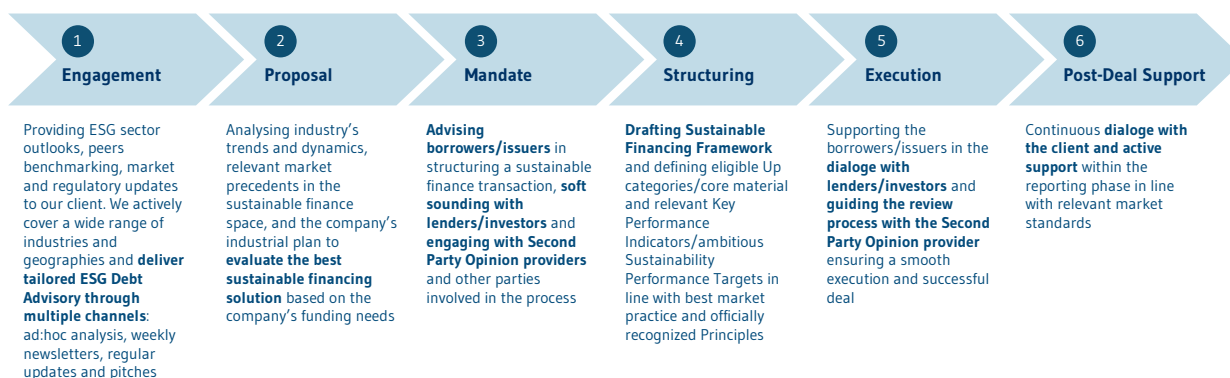 1
Engagement
Providing ESG sector
outlooks, peers
benchmarking, market
and regulatory updates
to our client. We actively
cover a wide range of
industries and
geographies and deliver
tailored ESG Debt
Advisory through
multiple channels:
ad:hoc analysis, weekly
newsletters, regular
updates and pitches
2
Proposal
Analysing industry's
trends and dynamics,
relevant market
precedents in the
sustainable finance
space, and the company's
industrial plan to
evaluate the best
sustainable financing
solution based on the
company's funding needs
3
Mandate
Advising
borrowers/issuers in
structuring a sustainable
finance transaction, soft
sounding with
lenders/investors and
engaging with Second
Party Opinion providers
and other parties
involved in the process
4
Structuring
Drafting Sustainable
Financing Framework
and defining eligible Up
categories/core material
and relevant Key
Performance
Indicators/ambitious
Sustainability
Performance Targets in
line with best market
practice and officially
recognized Principles
5
Execution
Supporting the
borrowers/issuers in the
dialoge with
lenders/investors and
guiding the review
process with the Second
Party Opinion provider
ensuring a smooth
execution and successful
deal
6
Post-Deal Support
Continuous dialoge with
the client and active
support within the
reporting phase in line
with relevant market
standards